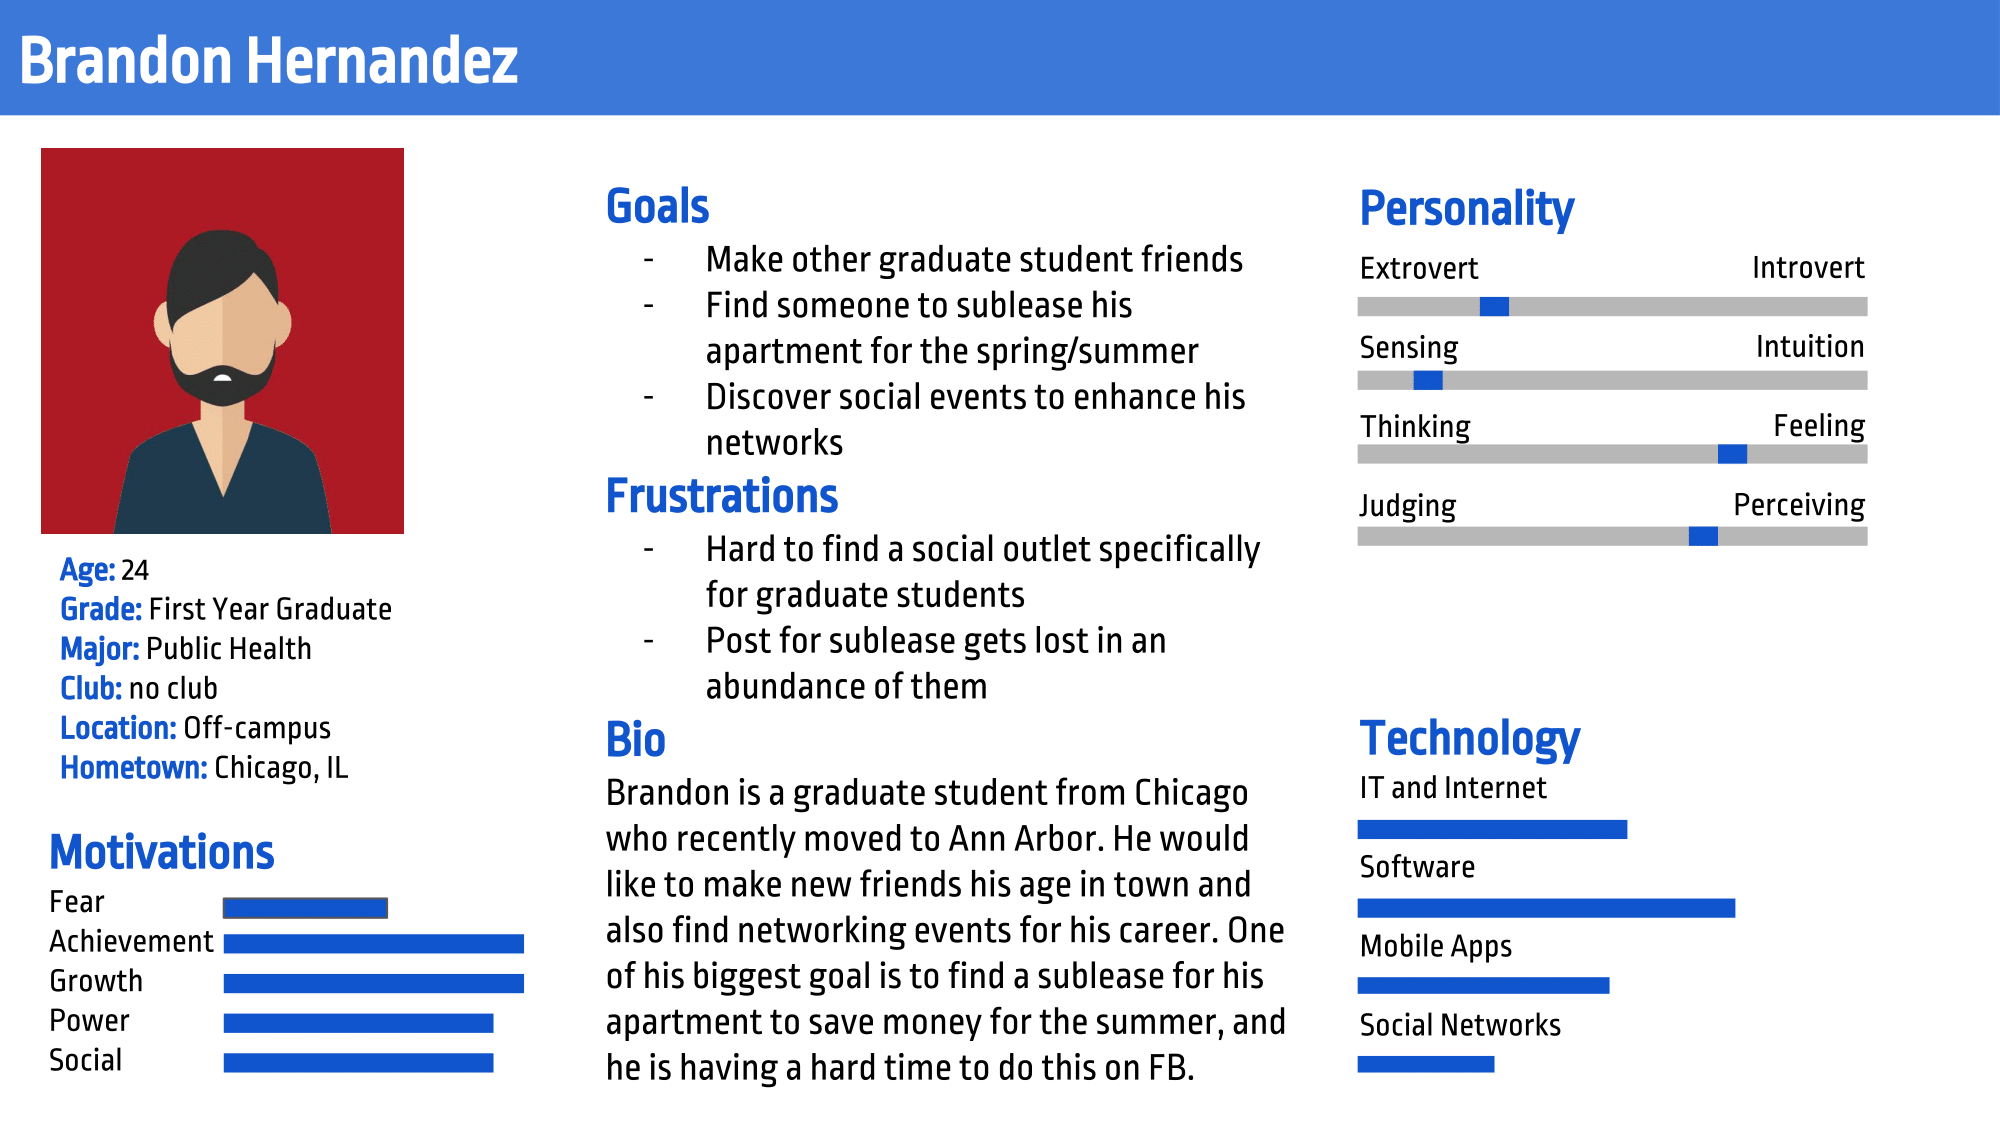 Brandon Hernandez
Age: 24
Grade: First Year Graduate
Major: Public Health
Club: no club
Location: Off-campus
Hometown: Chicago, IL
Motivations
Fear
Achievement
Growth
Power
Social
Goals
- Make other graduate student friends
- Find someone to sublease his
apartment for the spring/summer
- Discover social events to enhance his
networks
Frustrations
- Hard to find a social outlet specifically
for graduate students
- Post for sublease gets lost in an
abundance of them
Bio
Brandon is a graduate student from Chicago
who recently moved to Ann Arbor. He would
like to make new friends his age in town and
also find networking events for his career. One
of his biggest goal is to find a sublease for his
apartment to save money for the summer, and
he is having a hard time to do this on FB.
Personality
Extrovert Introvert
Sensing Intuition
Thinking Feeling
Judging Perceiving
Technology
IT and Internet
Software
Mobile Apps
Social Networks